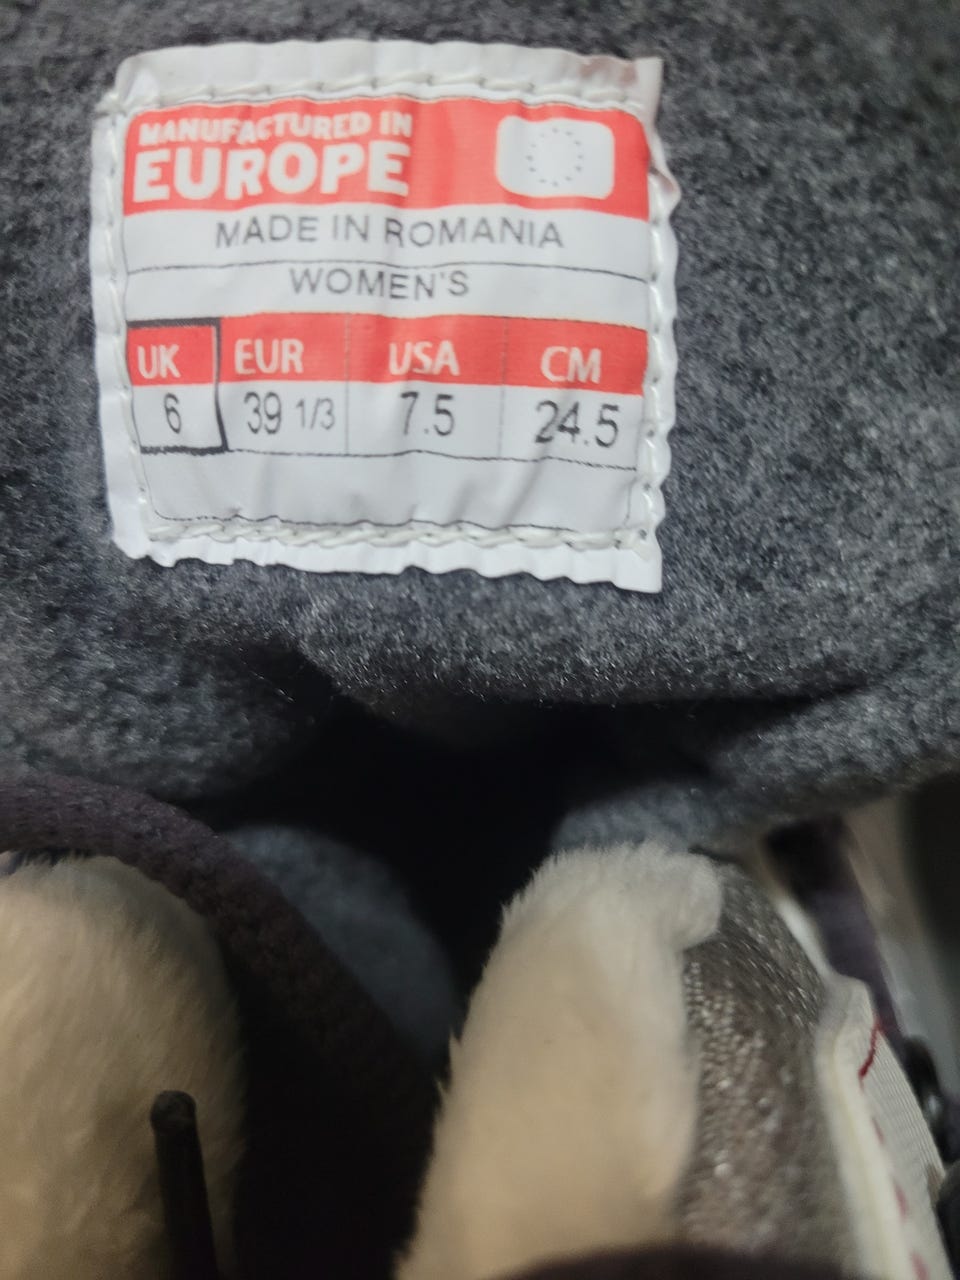 MANUFACTURED IN
EUROPE
MADE IN ROMANIA
WOMEN'S
UK EUR USA CM
6 39 1/3 7.5 24.5